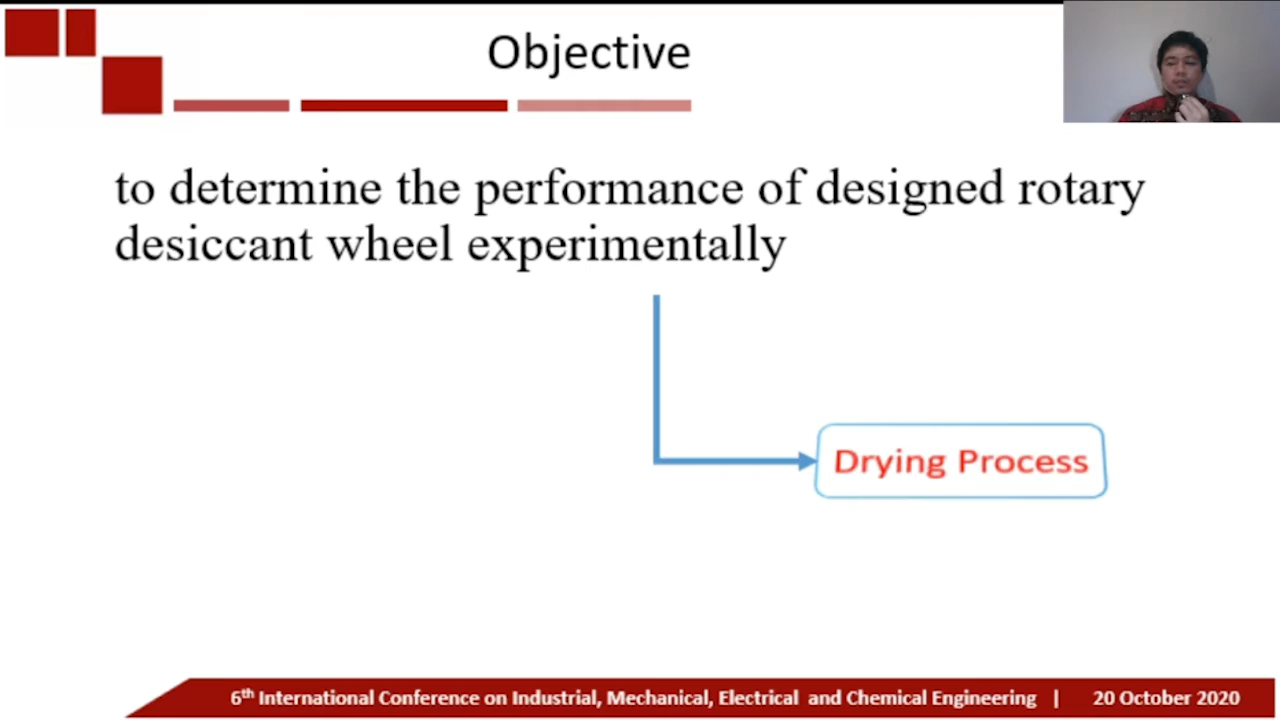 Objective
to determine the performance of designed rotary
desiccant wheel experimentally
Drying Process
6th International Conference on Industrial, Mechanical, Electrical and Chemical Engineering | 20 October 2020